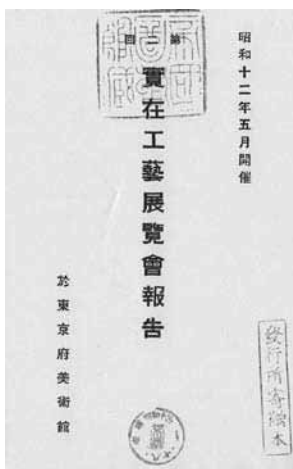 昭和十二年五月開催
第二回
實在工藝展覽會報告
於東京府美術館
發行所寄贈本